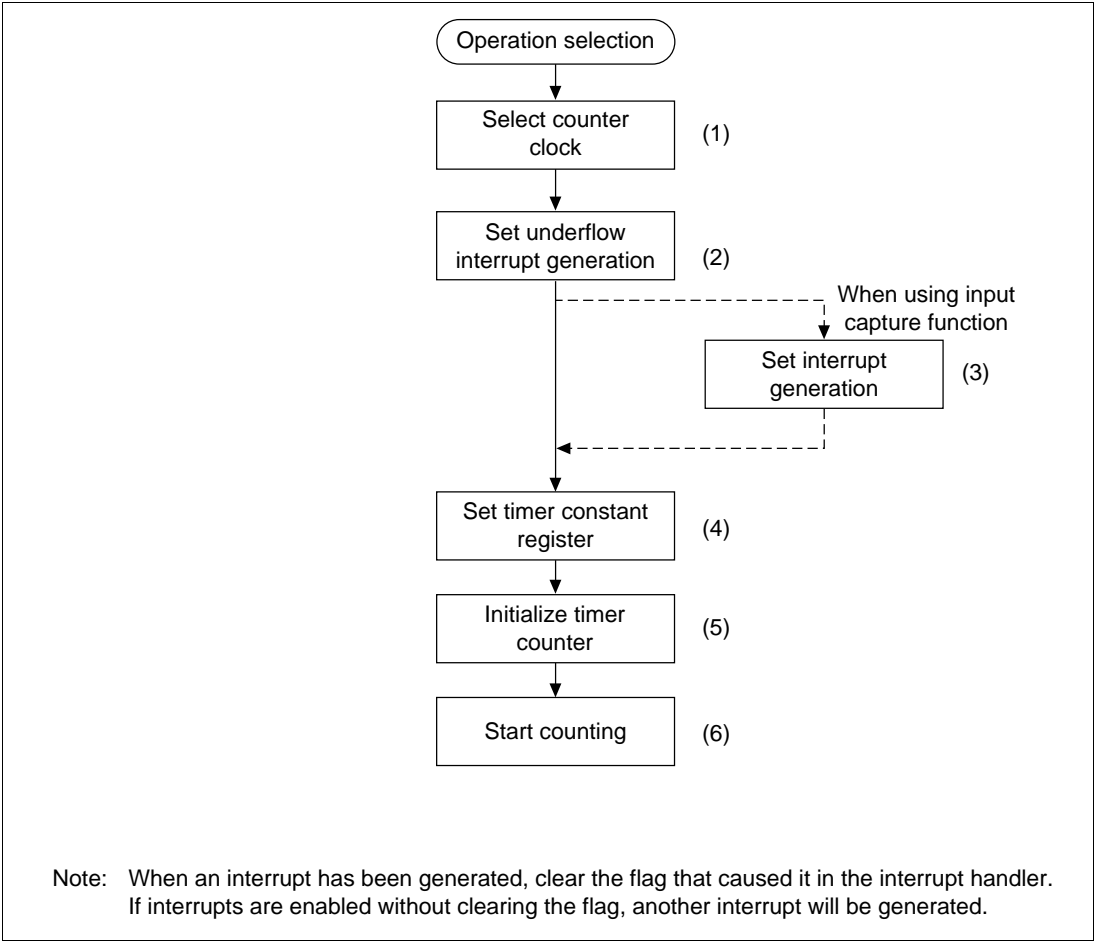 Operation selection
Select counter
clock
(1)
Set underflow
interrupt generation
(2)
When using input
capture function
Set interrupt
generation
(3)
Set timer constant
register
(4)
Initialize timer
counter
(5)
Start counting
(6)
Note: When an interrupt has been generated, clear the flag that caused it in the interrupt handler.
If interrupts are enabled without clearing the flag, another interrupt will be generated.